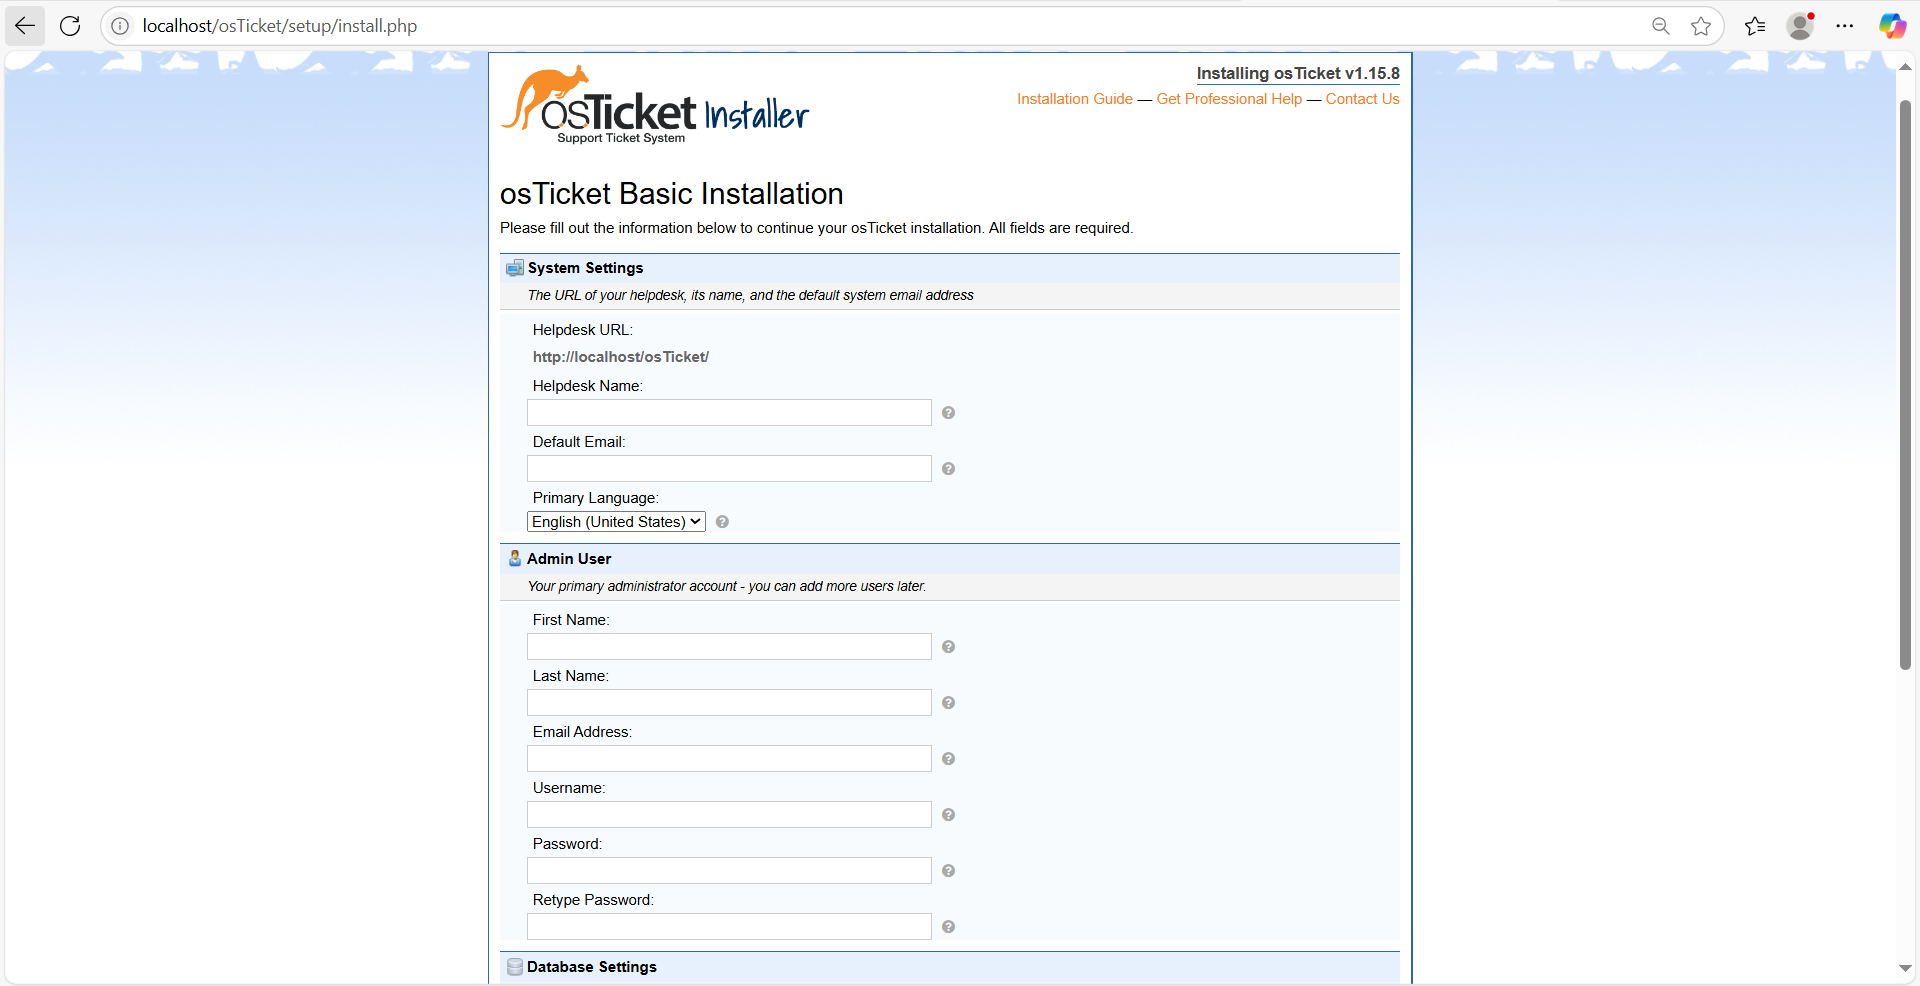 localhost/osTicket/setup/install.php
osTicket Installer
Support Ticket System
Installing osTicket v1.15.8
Installation Guide — Get Professional Help — Contact Us
osTicket Basic Installation
Please fill out the information below to continue your osTicket installation. All fields are required.
System Settings
The URL of your helpdesk, its name, and the default system email address
Helpdesk URL:
http://localhost/osTicket/
Helpdesk Name:
Default Email:
Primary Language:
English (United States)
Admin User
Your primary administrator account - you can add more users later.
First Name:
Last Name:
Email Address:
Username:
Password:
Retype Password:
Database Settings